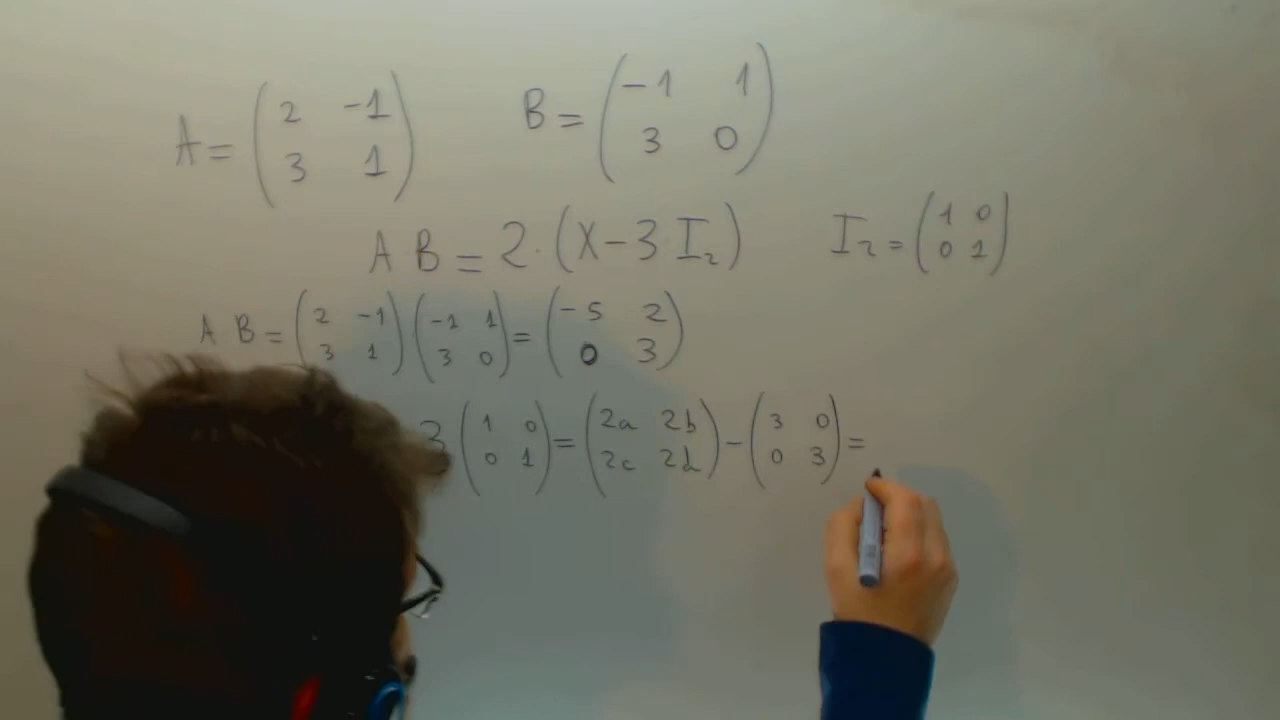 A = (2 -1 3 1) B = (-1 1 3 0)
A B = 2·(X-3 I₂) I₂ = (1 0 0 1)
A B = (2 -1 3 1)(-1 1 3 0) = (-5 2 0 3)
3(1 0 0 1) = (2a 2b 2c 2d) - (3 0 0 3) =